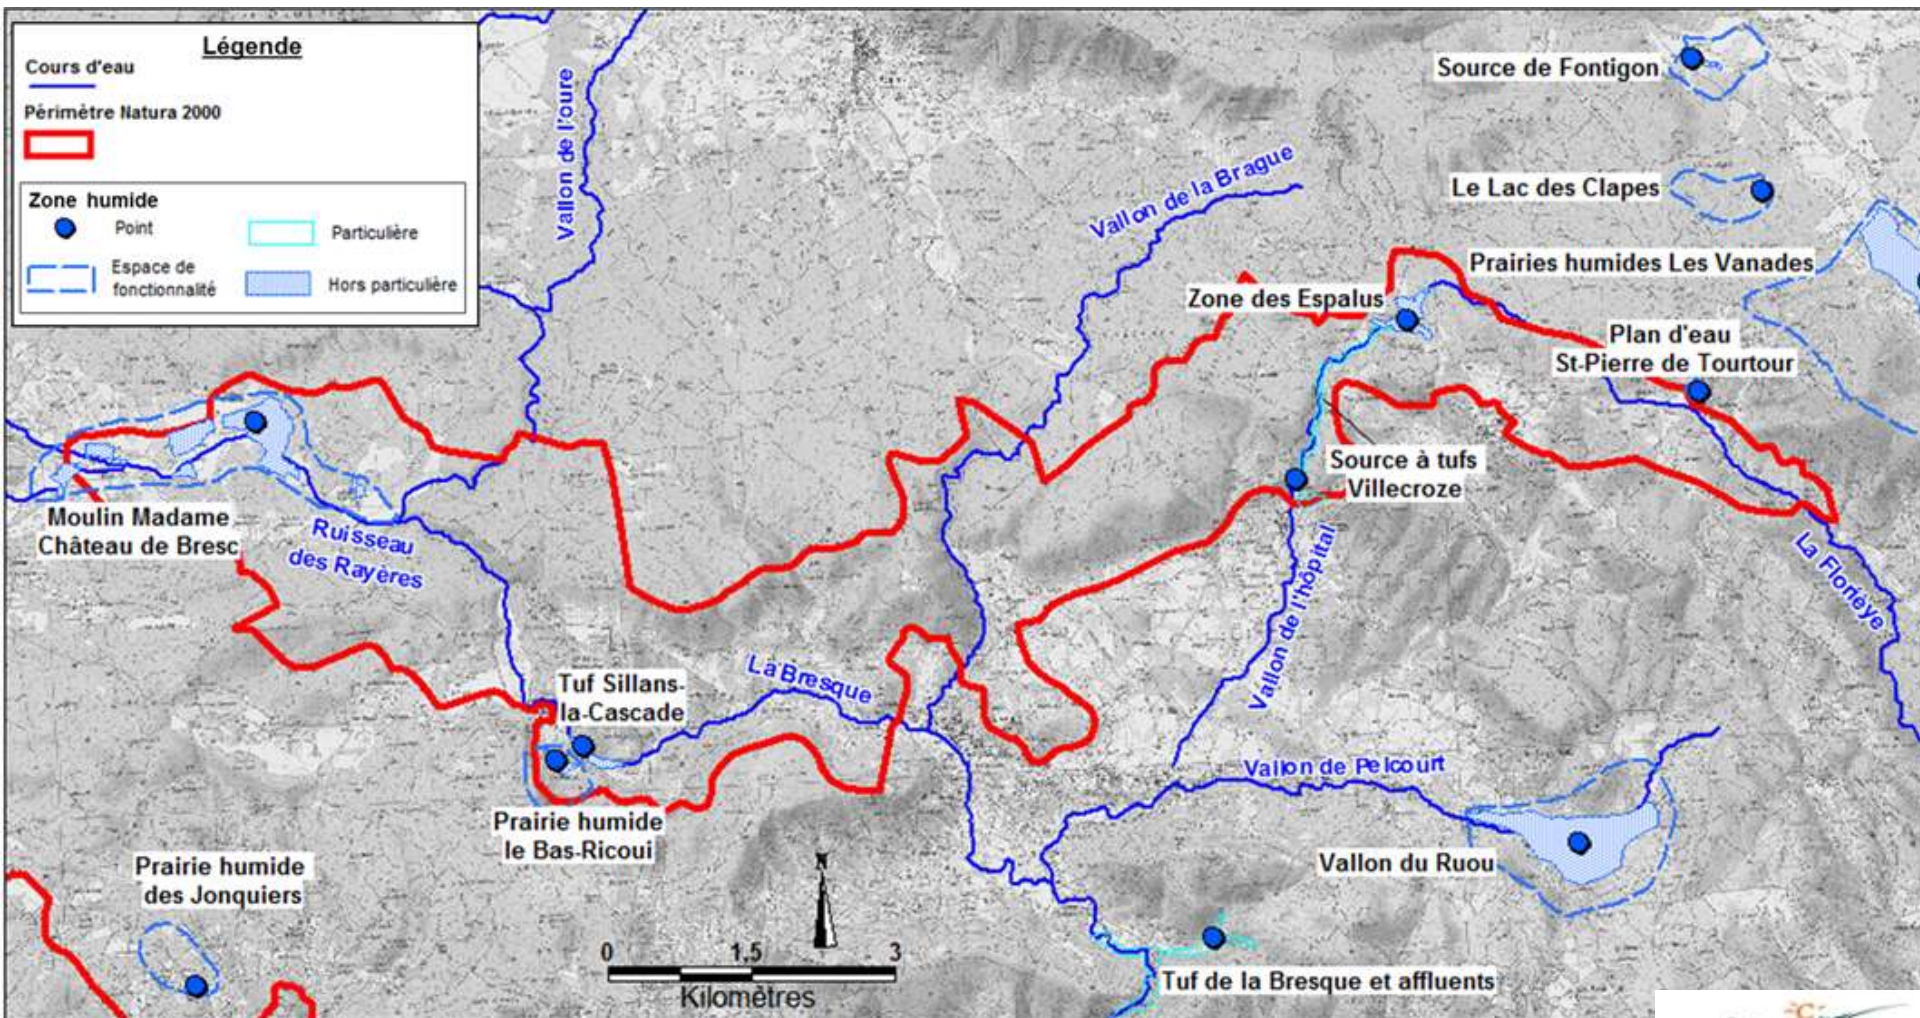 Légende
Cours d'eau
Périmètre Natura 2000
Zone humide
Point
Particulière
Espace de
fonctionnalité
Hors particulière
Vallon de l'oure
Vallon de la Brague
Source de Fontigon
Le Lac des Clapes
Prairies humides Les Vanades
Zone des Espalus
Plan d'eau
St-Pierre de Tourtour
Source à tufs
Villecroze
Moulin Madame
Château de Bresc
Ruisseau
des Rayères
Vallon de l'hôpital
La Florièye
Tuf Sillans-
la-Cascade
La Bresque
Vallon de Pelcourt
Prairie humide
le Bas-Ricoui
Vallon du Ruou
Prairie humide
des Jonquiers
N
0 1,5 3
Kilomètres
Tuf de la Bresque et affluents